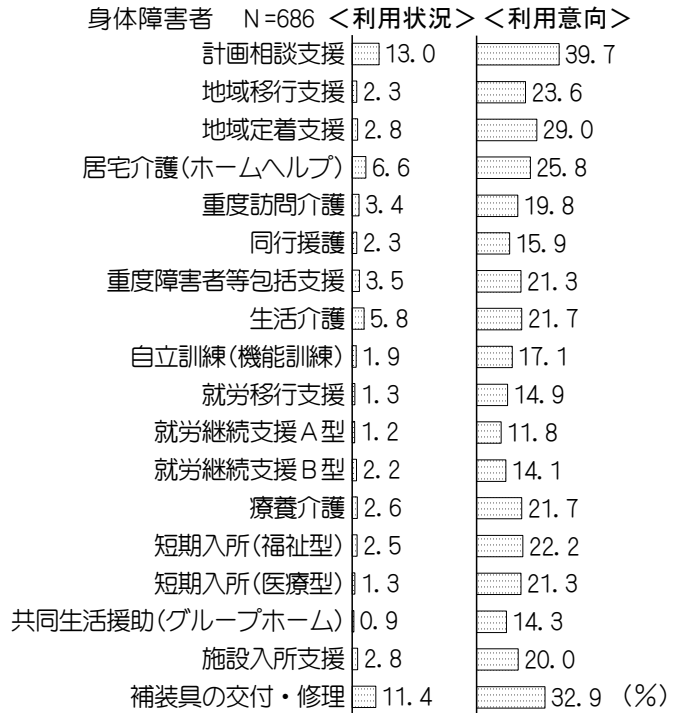 身体障害者　N=686 ＜利用状況＞ ＜利用意向＞
計画相談支援 13.0 39.7
地域移行支援 2.3 23.6
地域定着支援 2.8 29.0
居宅介護(ホームヘルプ) 6.6 25.8
重度訪問介護 3.4 19.8
同行援護 2.3 15.9
重度障害者等包括支援 3.5 21.3
生活介護 5.8 21.7
自立訓練(機能訓練) 1.9 17.1
就労移行支援 1.3 14.9
就労継続支援A型 1.2 11.8
就労継続支援B型 2.2 14.1
療養介護 2.6 21.7
短期入所(福祉型) 2.5 22.2
短期入所(医療型) 1.3 21.3
共同生活援助(グループホーム) 0.9 14.3
施設入所支援 2.8 20.0
補装具の交付・修理 11.4 32.9 (%)